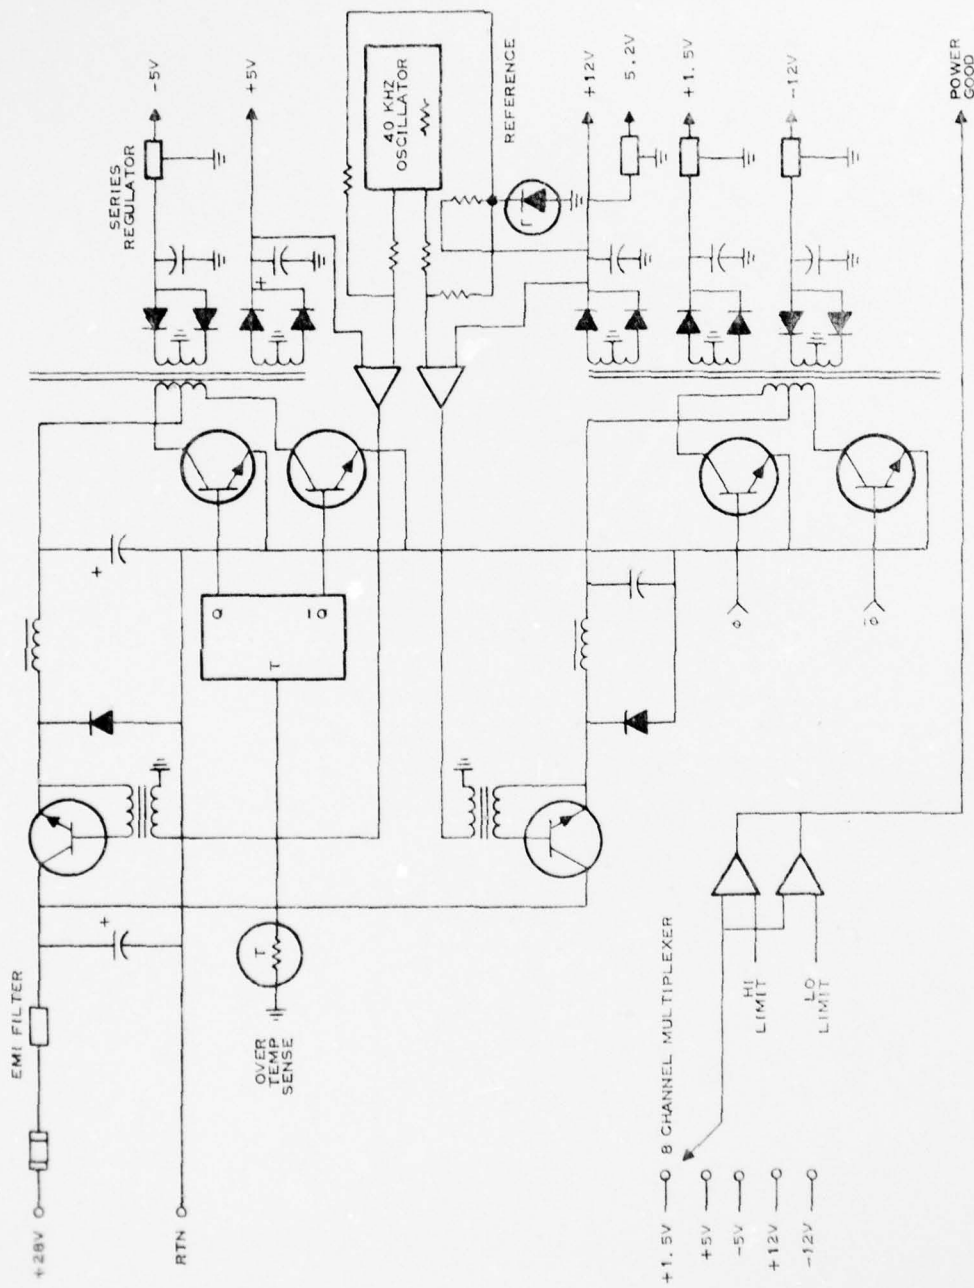 +28V
EMI FILTER
RTN
OVER
TEMP
SENSE
T
T
Q
Q̅
SERIES
REGULATOR
-5V
+5V
40 KHZ
OSCILLATOR
REFERENCE
+12V
5.2V
+1.5V
-12V
Φ
Φ̅
+1.5V
8 CHANNEL MULTIPLEXER
+5V
-5V
+12V
-12V
HI
LIMIT
LO
LIMIT
POWER
GOOD